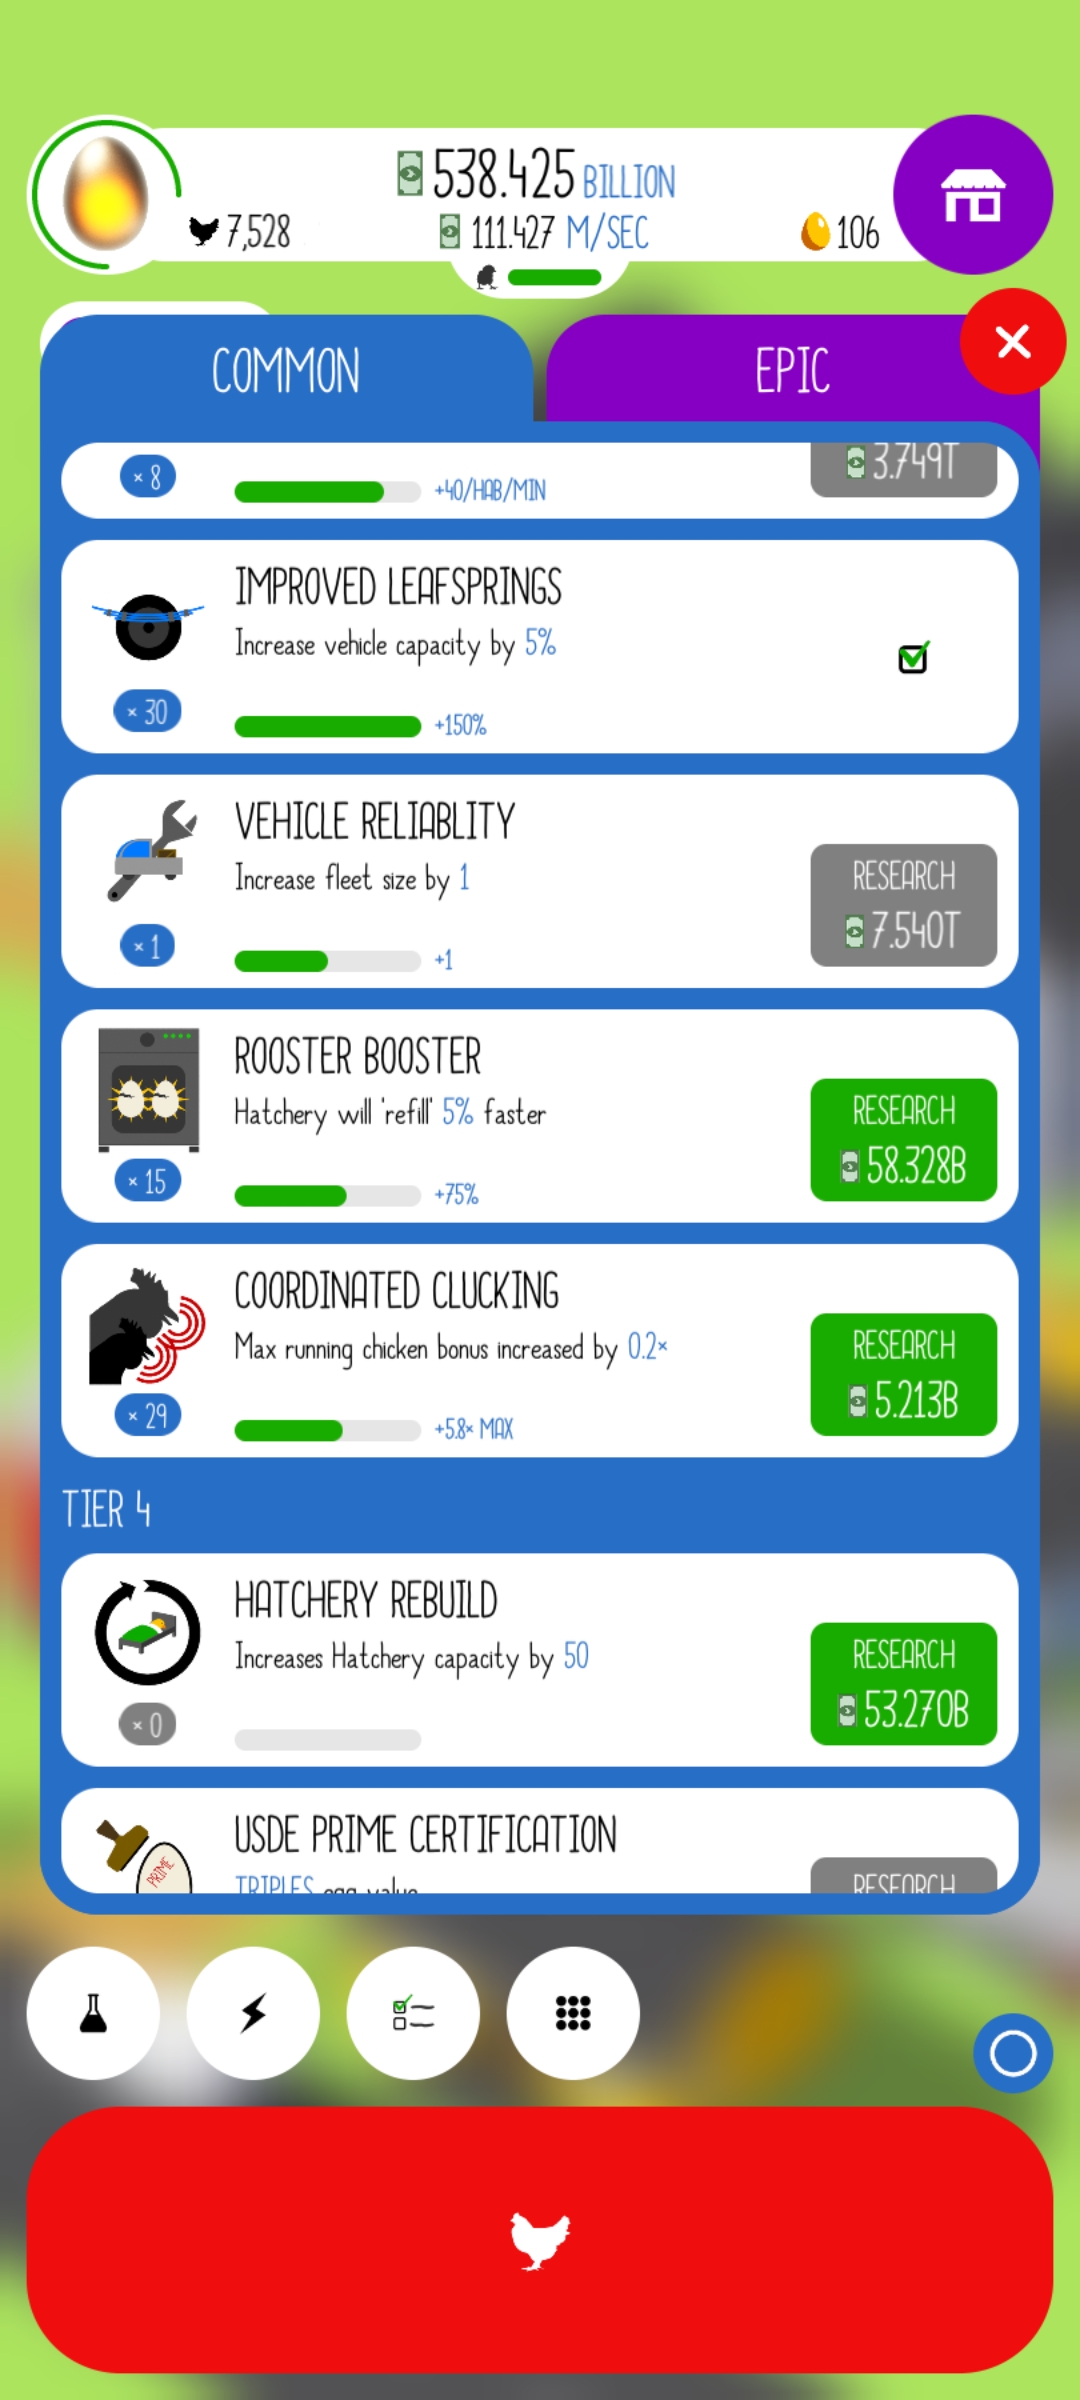 538.425 BILLION
7,528
111.427 M/SEC
106
COMMON
EPIC
× 8
+40/HAB/MIN
3.749T
IMPROVED LEAFSPRINGS
Increase vehicle capacity by 5%
× 30
+150%
VEHICLE RELIABLITY
Increase fleet size by 1
RESEARCH
7.540T
× 1
+1
ROOSTER BOOSTER
Hatchery will 'refill' 5% faster
RESEARCH
58.328B
× 15
+75%
COORDINATED CLUCKING
Max running chicken bonus increased by 0.2×
RESEARCH
5.213B
× 29
+5.8× MAX
TIER 4
HATCHERY REBUILD
Increases Hatchery capacity by 50
RESEARCH
53.270B
× 0
USDE PRIME CERTIFICATION
PRIME
TRIPLES egg value
RESEARCH